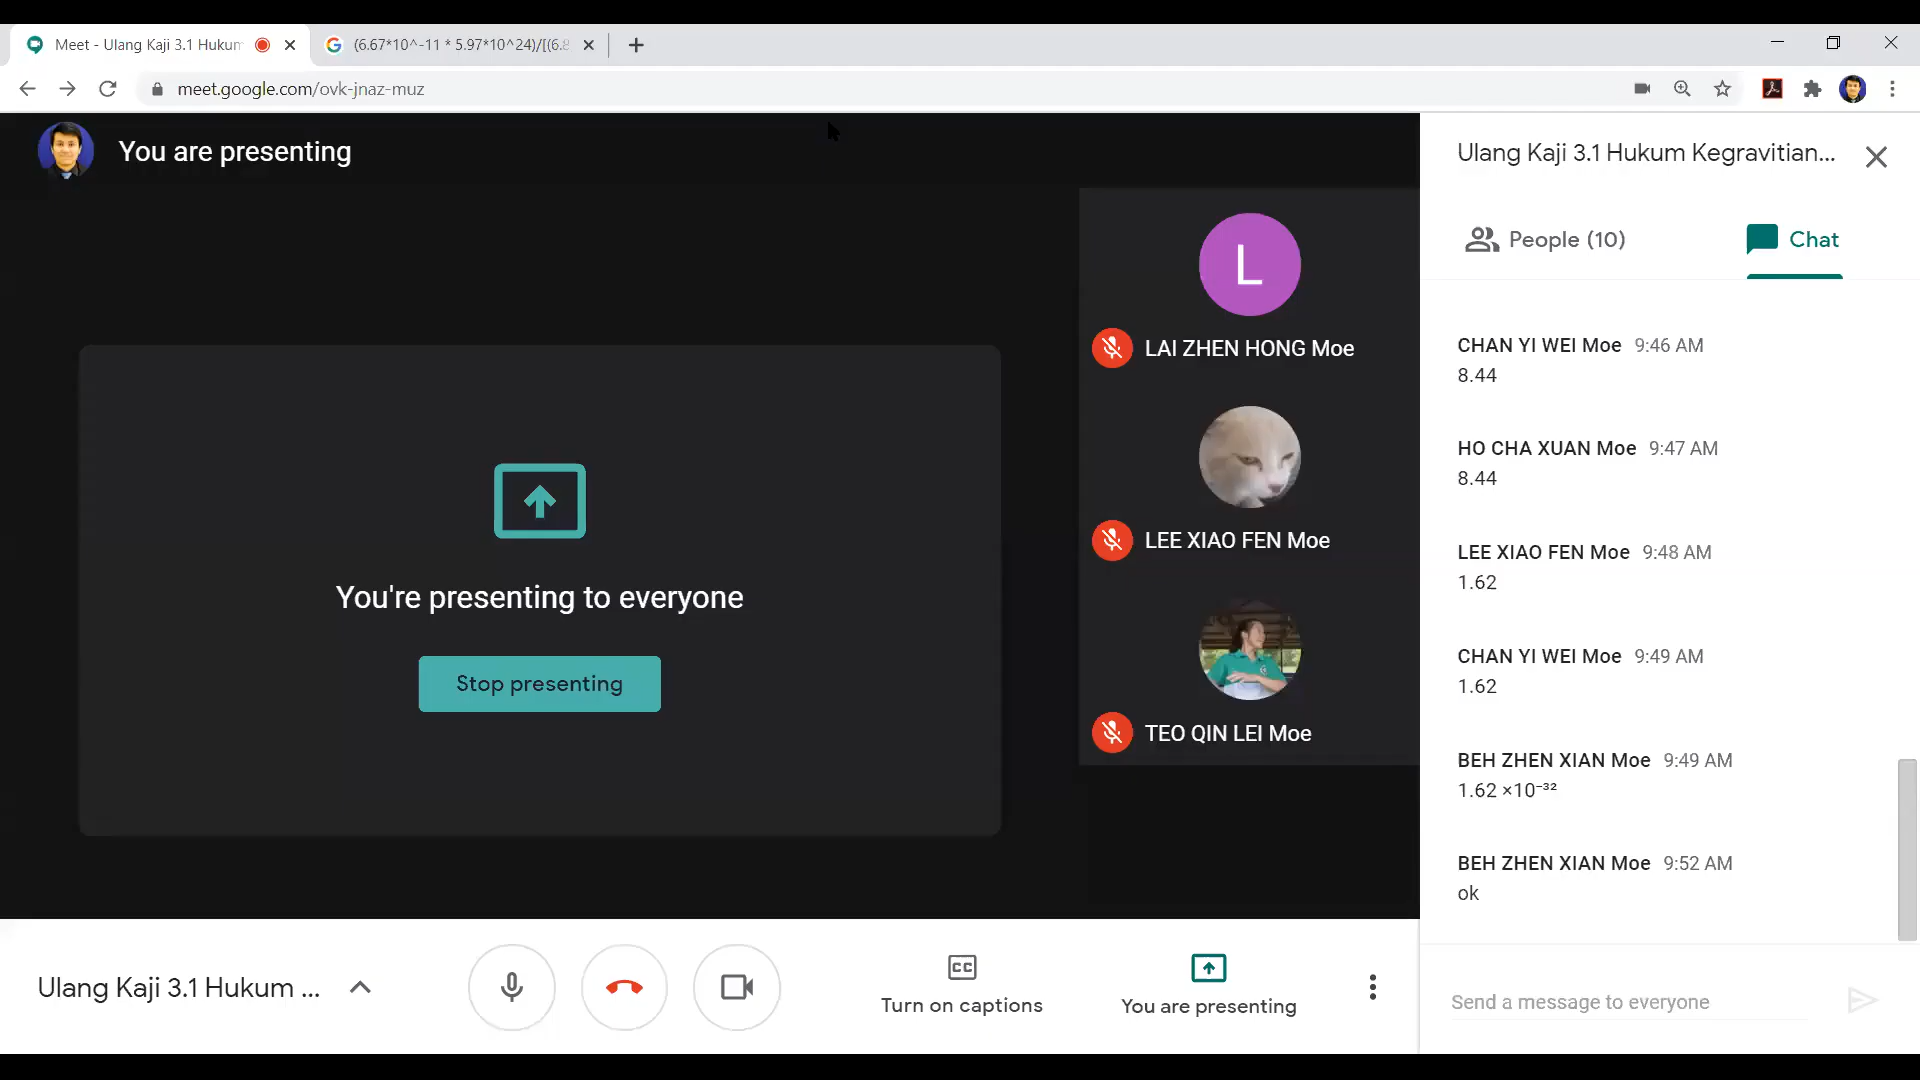 Meet - Ulang Kaji 3.1 Hukum
(6.67*10^-11 * 5.97*10^24)/[(6.8
meet.google.com/ovk-jnaz-muz
You are presenting
You're presenting to everyone
Stop presenting
L
LAI ZHEN HONG Moe
LEE XIAO FEN Moe
TEO QIN LEI Moe
Ulang Kaji 3.1 Hukum Kegravitian...
People (10)
Chat
CHAN YI WEI Moe 9:46 AM
8.44
HO CHA XUAN Moe 9:47 AM
8.44
LEE XIAO FEN Moe 9:48 AM
1.62
CHAN YI WEI Moe 9:49 AM
1.62
BEH ZHEN XIAN Moe 9:49 AM
1.62 ×10⁻³²
BEH ZHEN XIAN Moe 9:52 AM
ok
Send a message to everyone
Ulang Kaji 3.1 Hukum ...
CC
Turn on captions
You are presenting